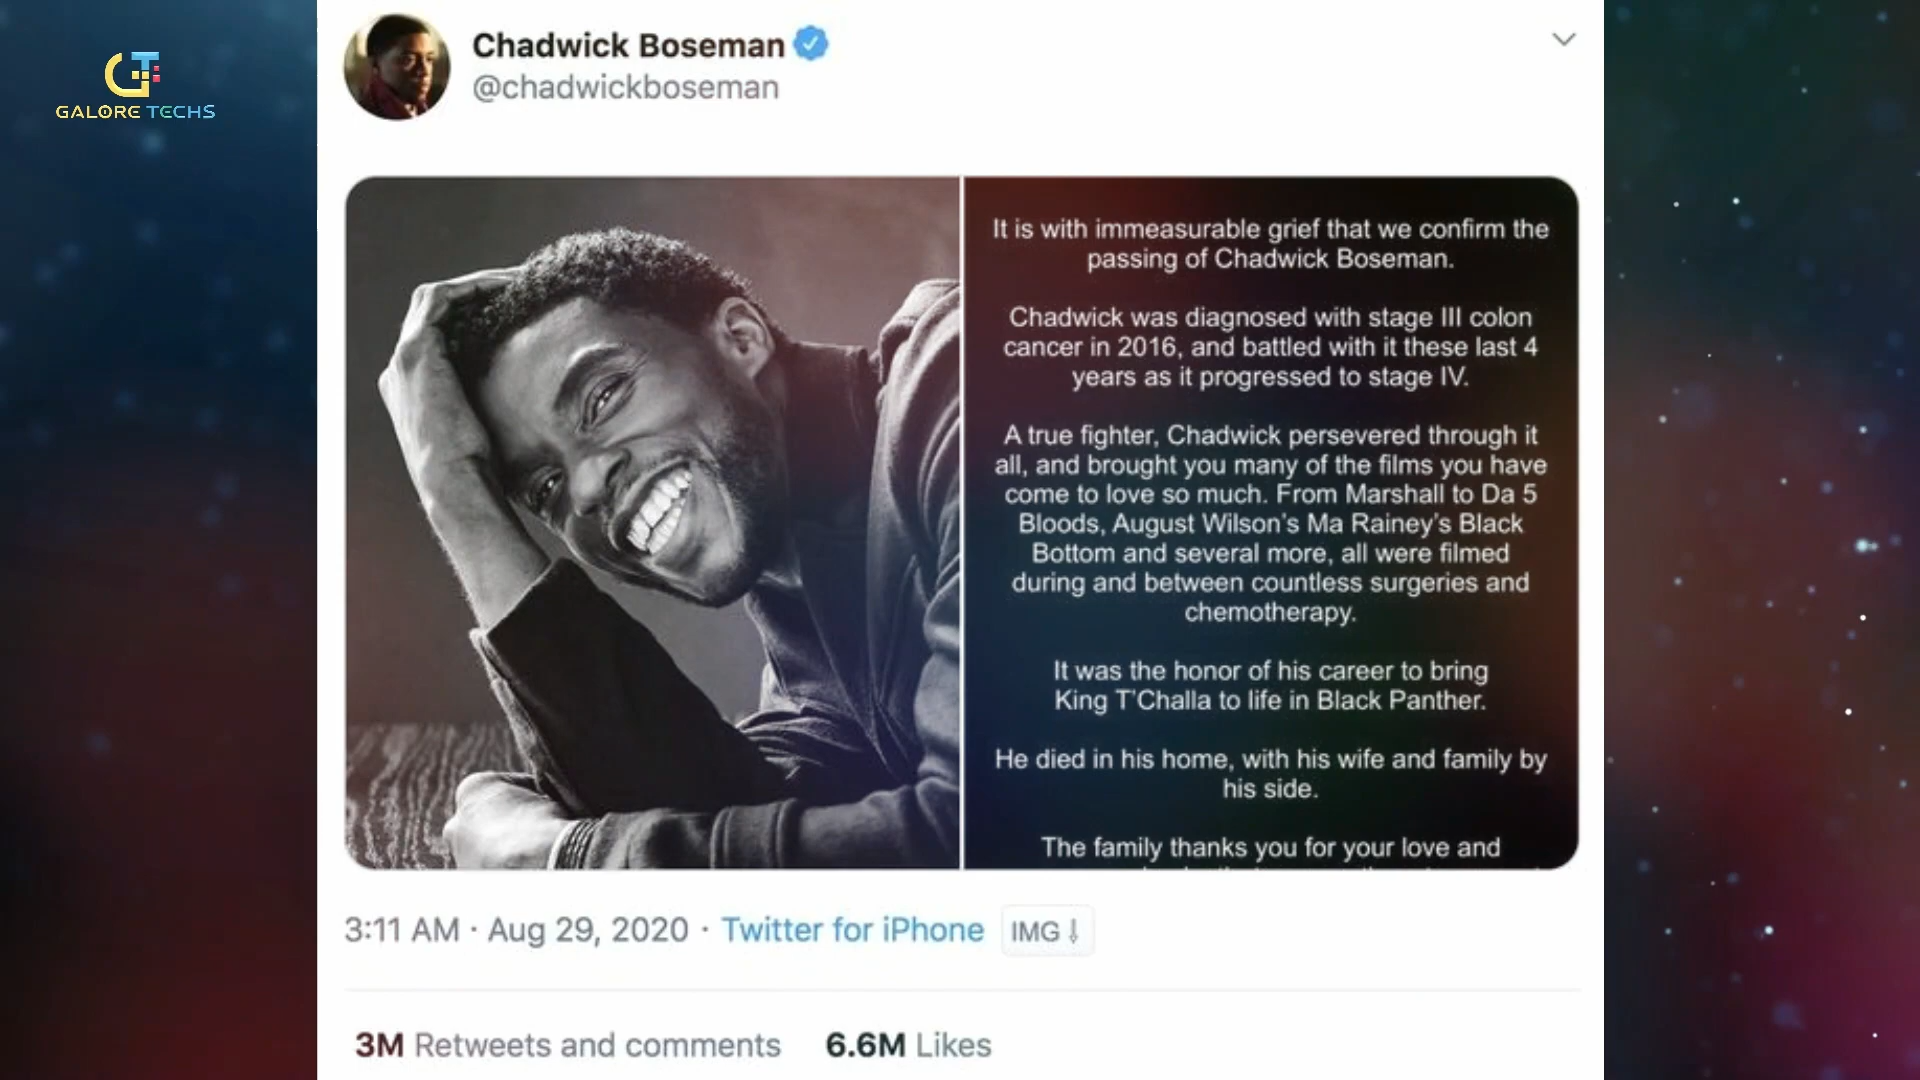 GT
GALORE TECHS
Chadwick Boseman
@chadwickboseman
It is with immeasurable grief that we confirm the
passing of Chadwick Boseman.
Chadwick was diagnosed with stage III colon
cancer in 2016, and battled with it these last 4
years as it progressed to stage IV.
A true fighter, Chadwick persevered through it
all, and brought you many of the films you have
come to love so much. From Marshall to Da 5
Bloods, August Wilson's Ma Rainey's Black
Bottom and several more, all were filmed
during and between countless surgeries and
chemotherapy.
It was the honor of his career to bring
King T'Challa to life in Black Panther.
He died in his home, with his wife and family by
his side.
The family thanks you for your love and
3:11 AM · Aug 29, 2020 · Twitter for iPhone IMG ↓
3M Retweets and comments 6.6M Likes